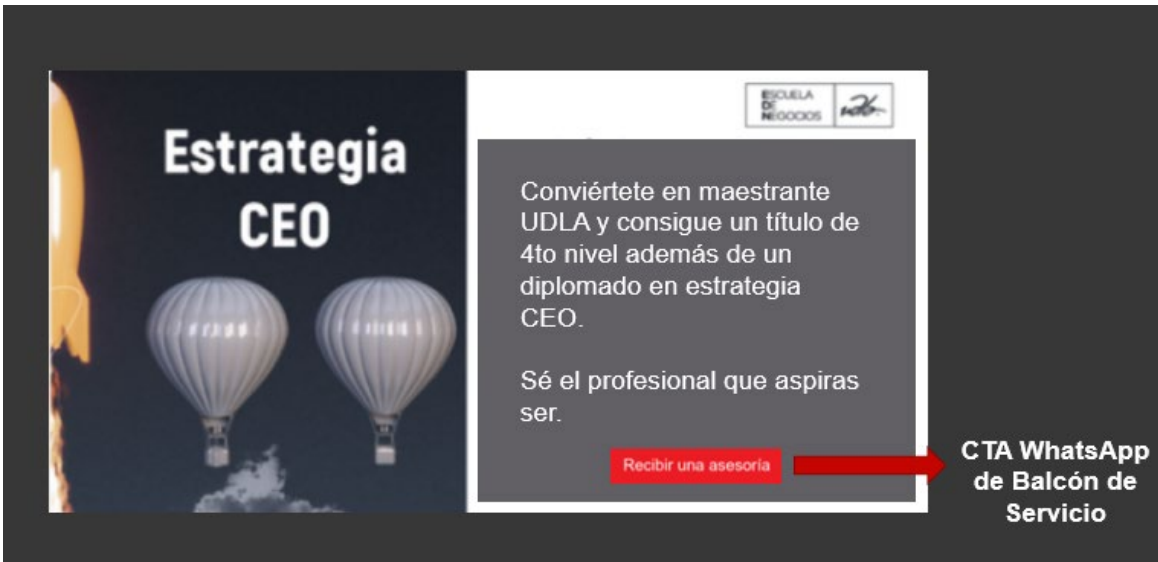 Estrategia
CEO
ESCUELA
DE
NEGOCIOS
udla-
Conviértete en maestrante
UDLA y consigue un título de
4to nivel además de un
diplomado en estrategia
CEO.
Sé el profesional que aspiras
ser.
Recibir una asesoría
CTA WhatsApp
de Balcón de
Servicio